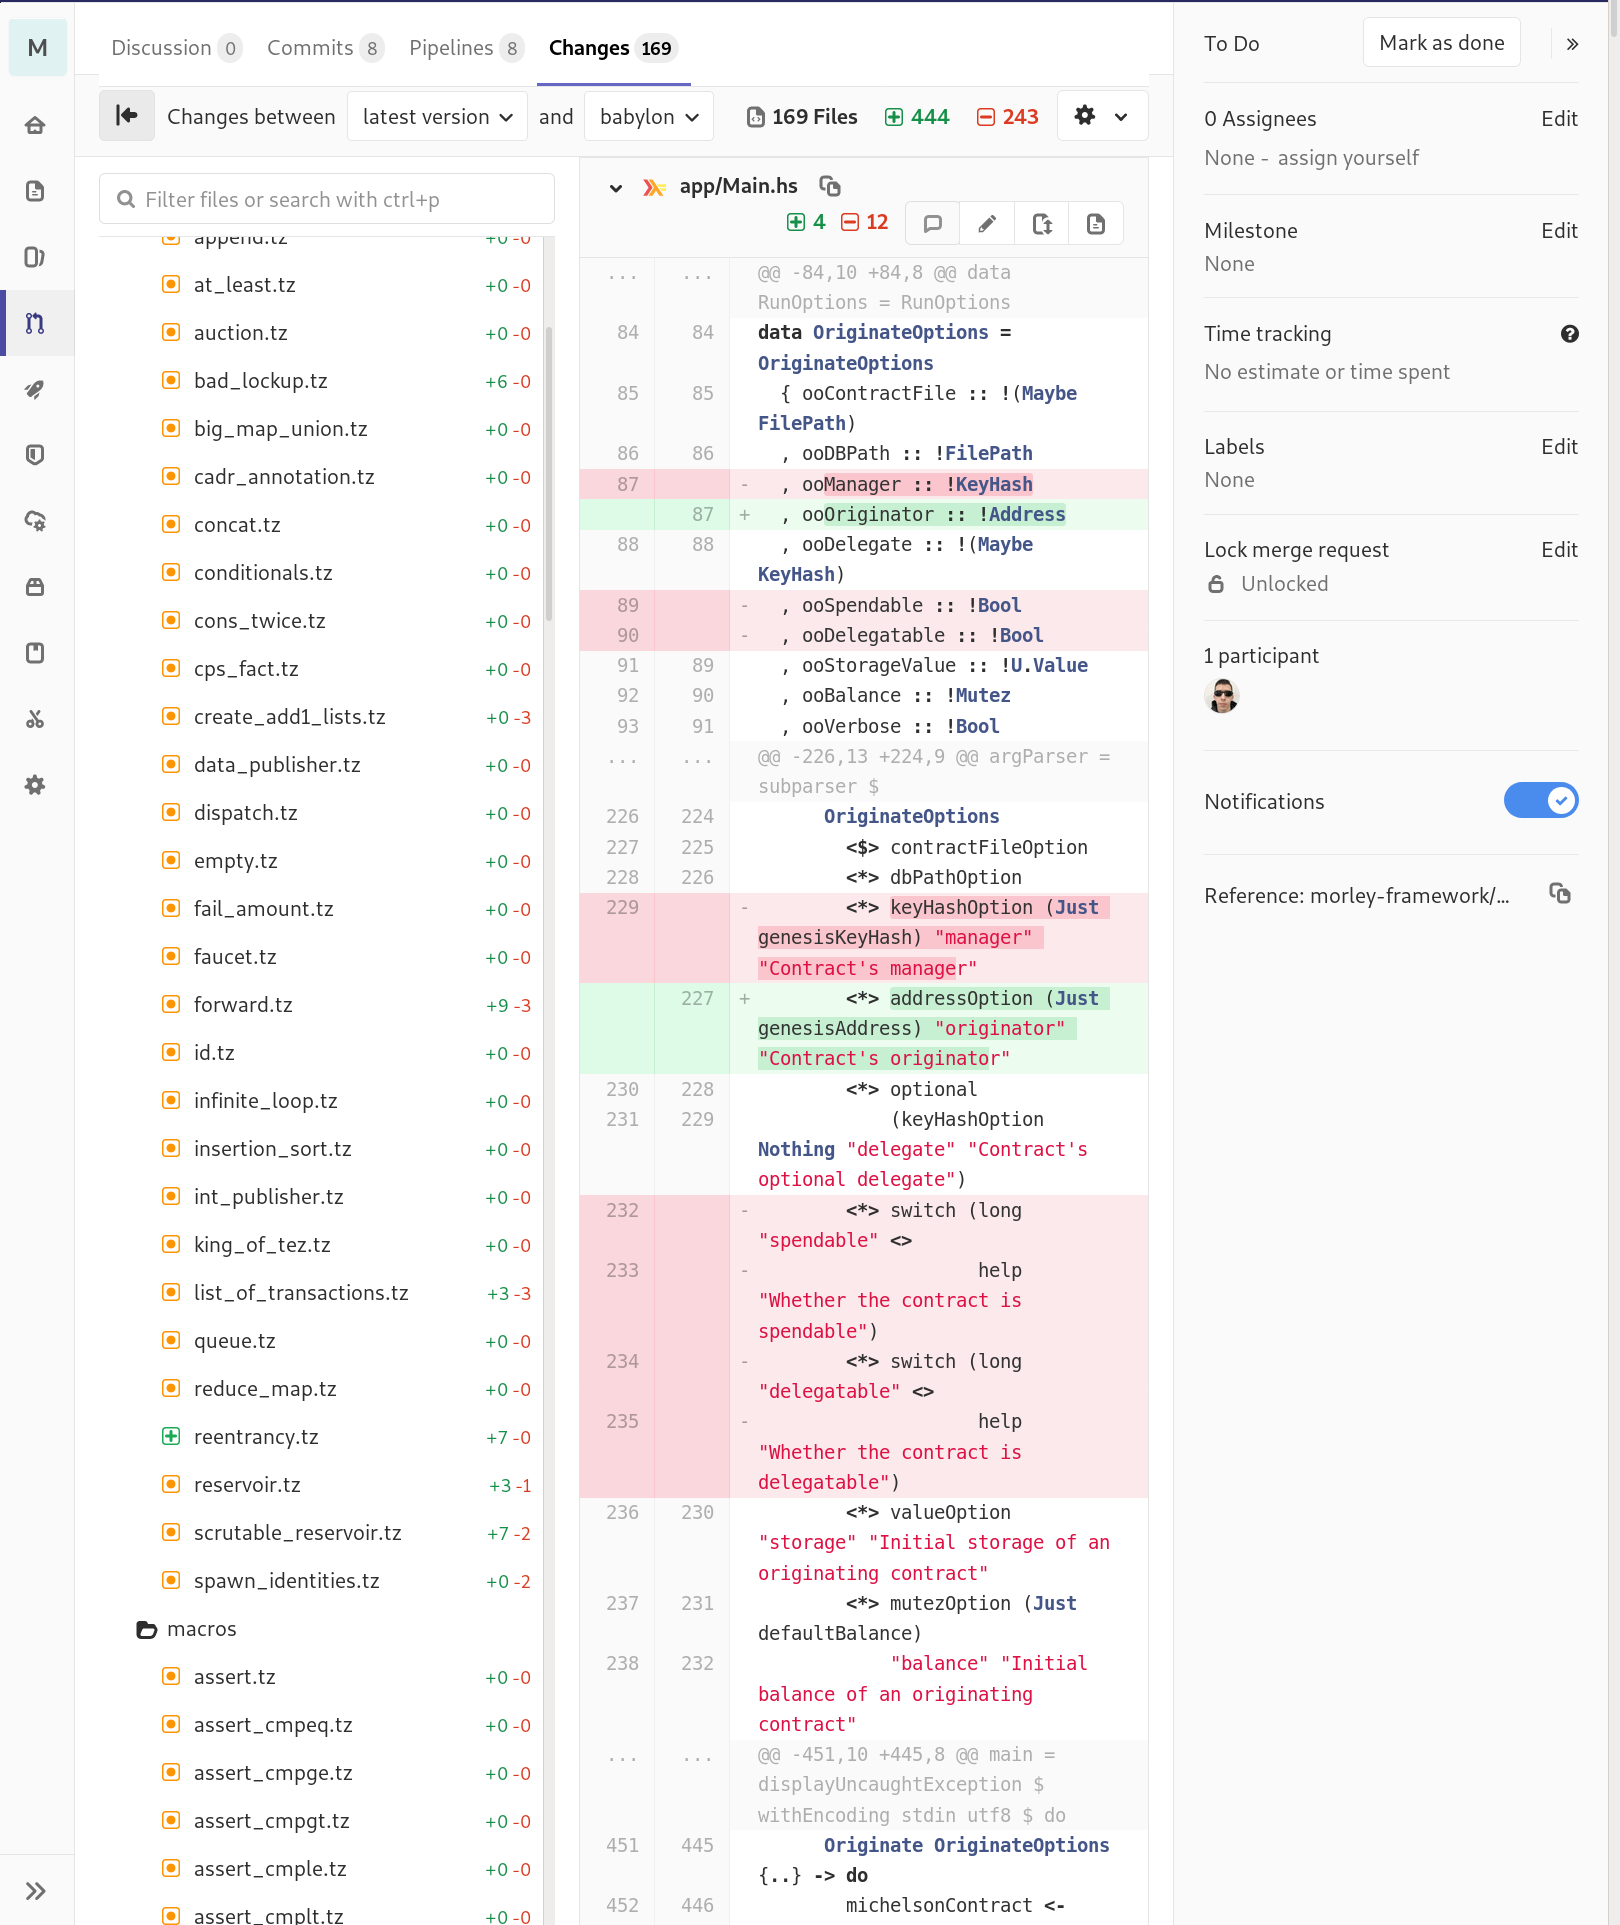 M
Discussion 0 Commits 8 Pipelines 8 Changes 169
Changes between latest version and babylon 169 Files 444 243
Filter files or search with ctrl+p
append.tz +0 -0
at_least.tz +0 -0
auction.tz +0 -0
bad_lockup.tz +6 -0
big_map_union.tz +0 -0
cadr_annotation.tz +0 -0
concat.tz +0 -0
conditionals.tz +0 -0
cons_twice.tz +0 -0
cps_fact.tz +0 -0
create_add1_lists.tz +0 -3
data_publisher.tz +0 -0
dispatch.tz +0 -0
empty.tz +0 -0
fail_amount.tz +0 -0
faucet.tz +0 -0
forward.tz +9 -3
id.tz +0 -0
infinite_loop.tz +0 -0
insertion_sort.tz +0 -0
int_publisher.tz +0 -0
king_of_tez.tz +0 -0
list_of_transactions.tz +3 -3
queue.tz +0 -0
reduce_map.tz +0 -0
reentrancy.tz +7 -0
reservoir.tz +3 -1
scrutable_reservoir.tz +7 -2
spawn_identities.tz +0 -2
macros
assert.tz +0 -0
assert_cmpeq.tz +0 -0
assert_cmpge.tz +0 -0
assert_cmpgt.tz +0 -0
assert_cmple.tz +0 -0
assert_cmplt.tz +0 -0
app/Main.hs
4 12
... ... @@ -84,10 +84,8 @@ data
RunOptions = RunOptions
84 84 data OriginateOptions =
OriginateOptions
85 85 { ooContractFile :: !(Maybe
FilePath)
86 86 , ooDBPath :: !FilePath
87 - , ooManager :: !KeyHash
87 + , ooOriginator :: !Address
88 88 , ooDelegate :: !(Maybe
KeyHash)
89 - , ooSpendable :: !Bool
90 - , ooDelegatable :: !Bool
91 89 , ooStorageValue :: !U.Value
92 90 , ooBalance :: !Mutez
93 91 , ooVerbose :: !Bool
... ... @@ -226,13 +224,9 @@ argParser =
subparser $
226 224 OriginateOptions
227 225 <$> contractFileOption
228 226 <*> dbPathOption
229 - <*> keyHashOption (Just
genesisKeyHash) "manager"
"Contract's manager"
227 + <*> addressOption (Just
genesisAddress) "originator"
"Contract's originator"
230 228 <*> optional
231 229 (keyHashOption
Nothing "delegate" "Contract's
optional delegate")
232 - <*> switch (long
"spendable" <>
233 - help
"Whether the contract is
spendable")
234 - <*> switch (long
"delegatable" <>
235 - help
"Whether the contract is
delegatable")
236 230 <*> valueOption
"storage" "Initial storage of an
originating contract"
237 231 <*> mutezOption (Just
defaultBalance)
238 232 "balance" "Initial
balance of an originating
contract"
... ... @@ -451,10 +445,8 @@ main =
displayUncaughtException $
withEncoding stdin utf8 $ do
451 445 Originate OriginateOptions
{..} -> do
452 446 michelsonContract <-
To Do Mark as done
0 Assignees Edit
None - assign yourself
Milestone Edit
None
Time tracking
No estimate or time spent
Labels Edit
None
Lock merge request Edit
Unlocked
1 participant
Notifications
Reference: morley-framework/...